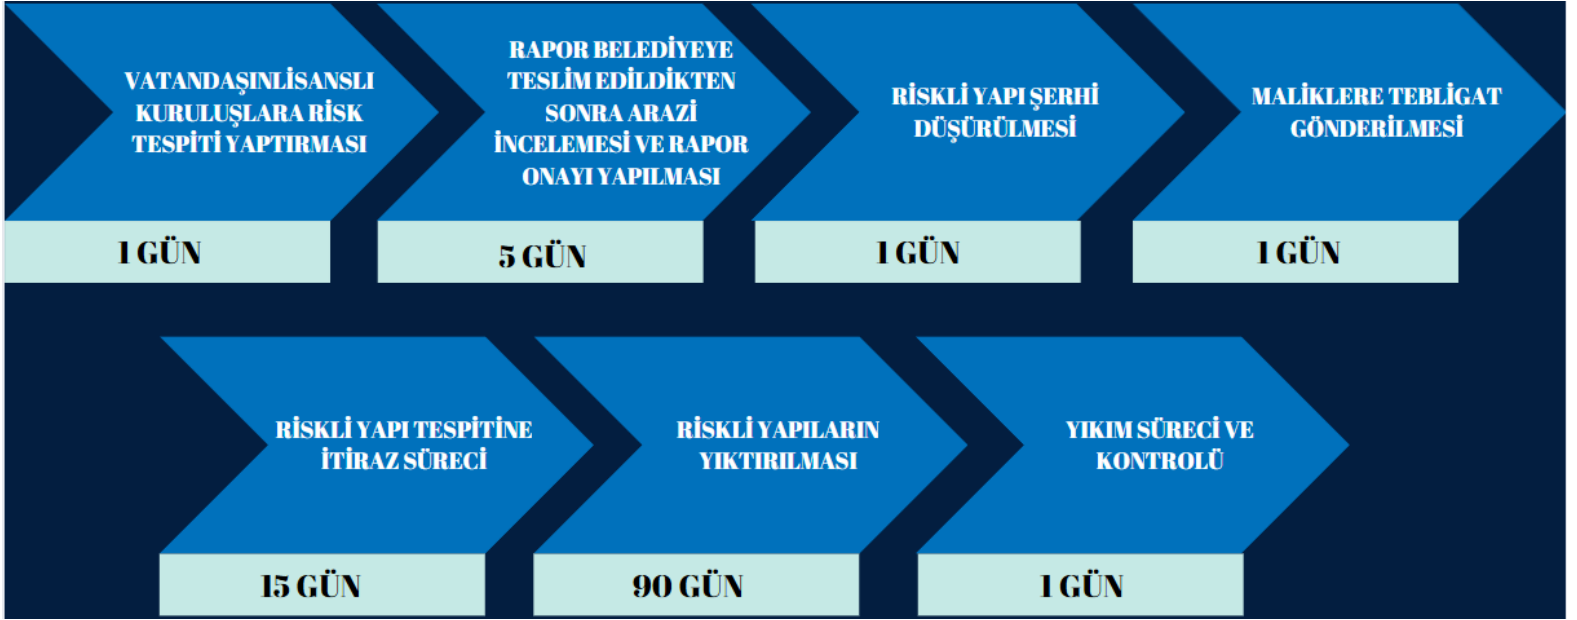 VATANDAŞINLİSANSLI
KURULUŞLARA RİSK
TESPİTİ YAPTIRMASI
1 GÜN
RAPOR BELEDİYEYE
TESLİM EDİLDİKTEN
SONRA ARAZİ
İNCELEMESİ VE RAPOR
ONAYI YAPILMASI
5 GÜN
RİSKLİ YAPI ŞERHİ
DÜŞÜRÜLMESİ
1 GÜN
MALİKLERE TEBLİGAT
GÖNDERİLMESİ
1 GÜN
RİSKLİ YAPI TESPİTİNE
İTİRAZ SÜRECİ
15 GÜN
RİSKLİ YAPILARIN
YIKTIRILMASI
90 GÜN
YIKIM SÜRECİ VE
KONTROLÜ
1 GÜN